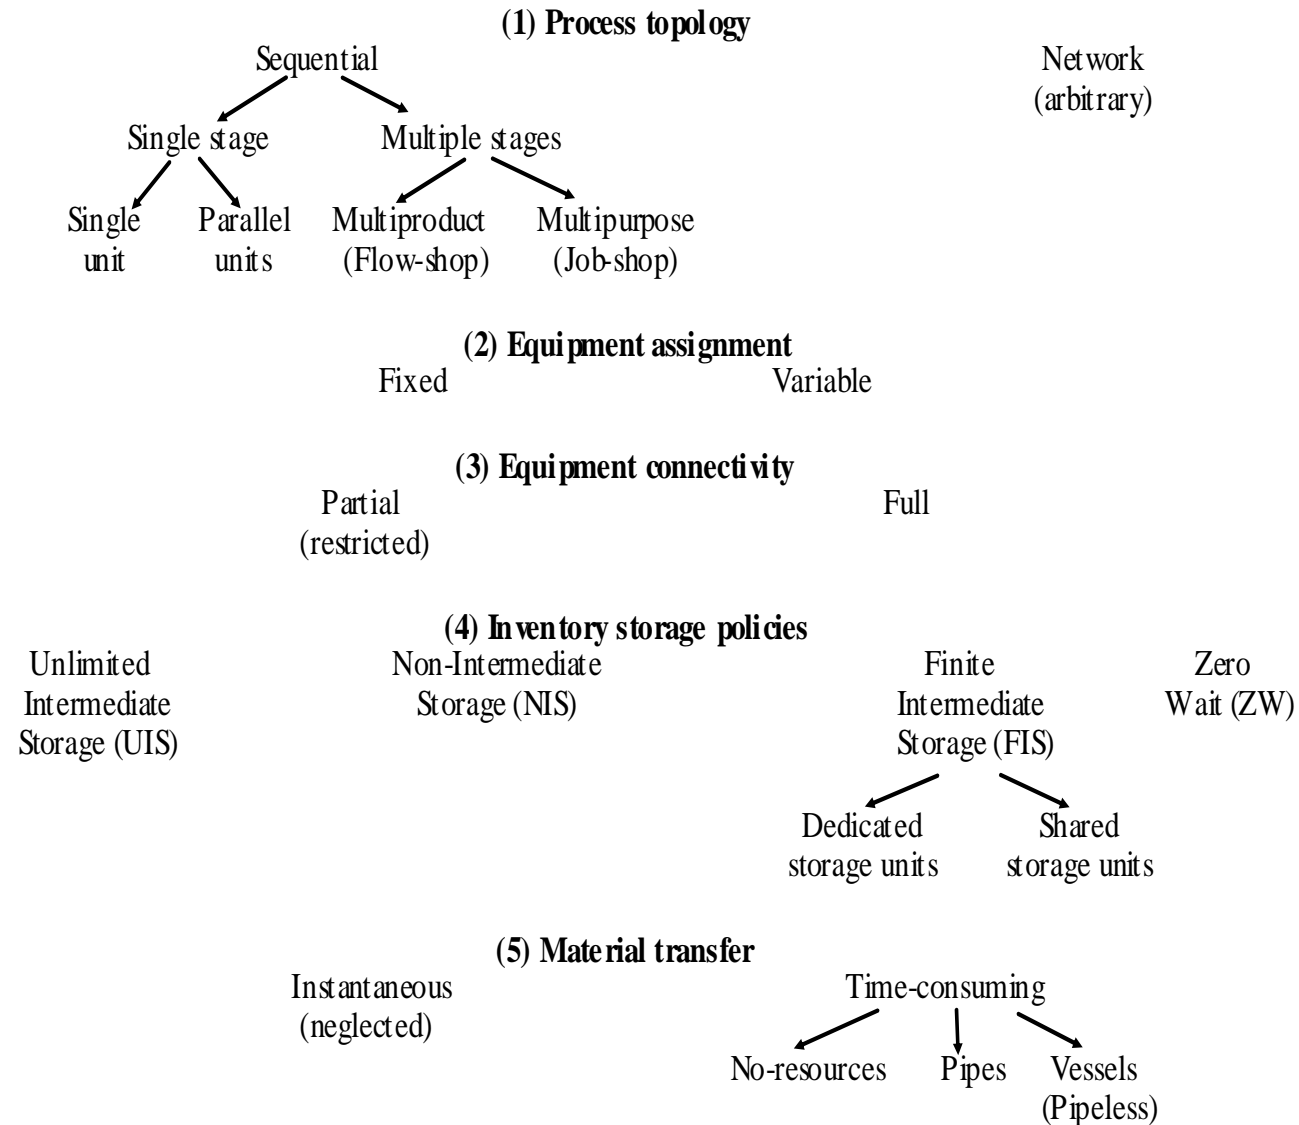 (1) Process topology
Sequential
Network
(arbitrary)
Single stage
Multiple stages
Single
unit
Parallel
units
Multiproduct
(Flow-shop)
Multipurpose
(Job-shop)
(2) Equipment assignment
Fixed
Variable
(3) Equipment connectivity
Partial
(restricted)
Full
(4) Inventory storage policies
Unlimited
Intermediate
Storage (UIS)
Non-Intermediate
Storage (NIS)
Finite
Intermediate
Storage (FIS)
Zero
Wait (ZW)
Dedicated
storage units
Shared
storage units
(5) Material transfer
Instantaneous
(neglected)
Time-consuming
No-resources
Pipes
Vessels
(Pipeless)